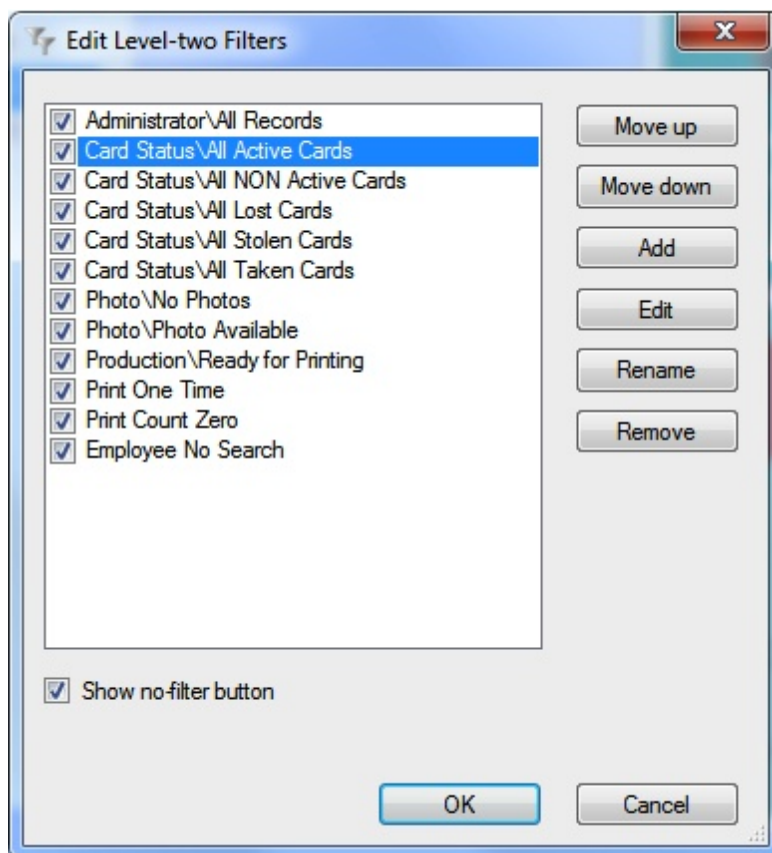 Edit Level-two Filters
Administrator\All Records
Card Status\All Active Cards
Card Status\All NON Active Cards
Card Status\All Lost Cards
Card Status\All Stolen Cards
Card Status\All Taken Cards
Photo\No Photos
Photo\Photo Available
Production\Ready for Printing
Print One Time
Print Count Zero
Employee No Search
Move up
Move down
Add
Edit
Rename
Remove
Show no-filter button
OK
Cancel